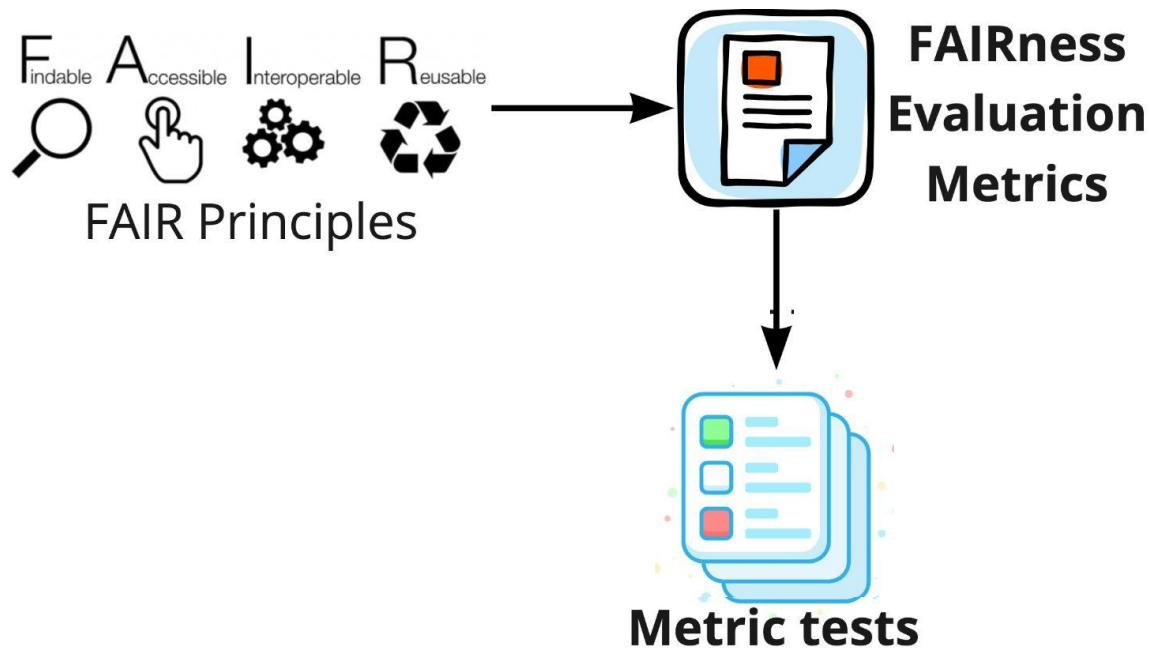 Findable Accessible Interoperable Reusable
FAIR Principles
FAIRness
Evaluation
Metrics
Metric tests